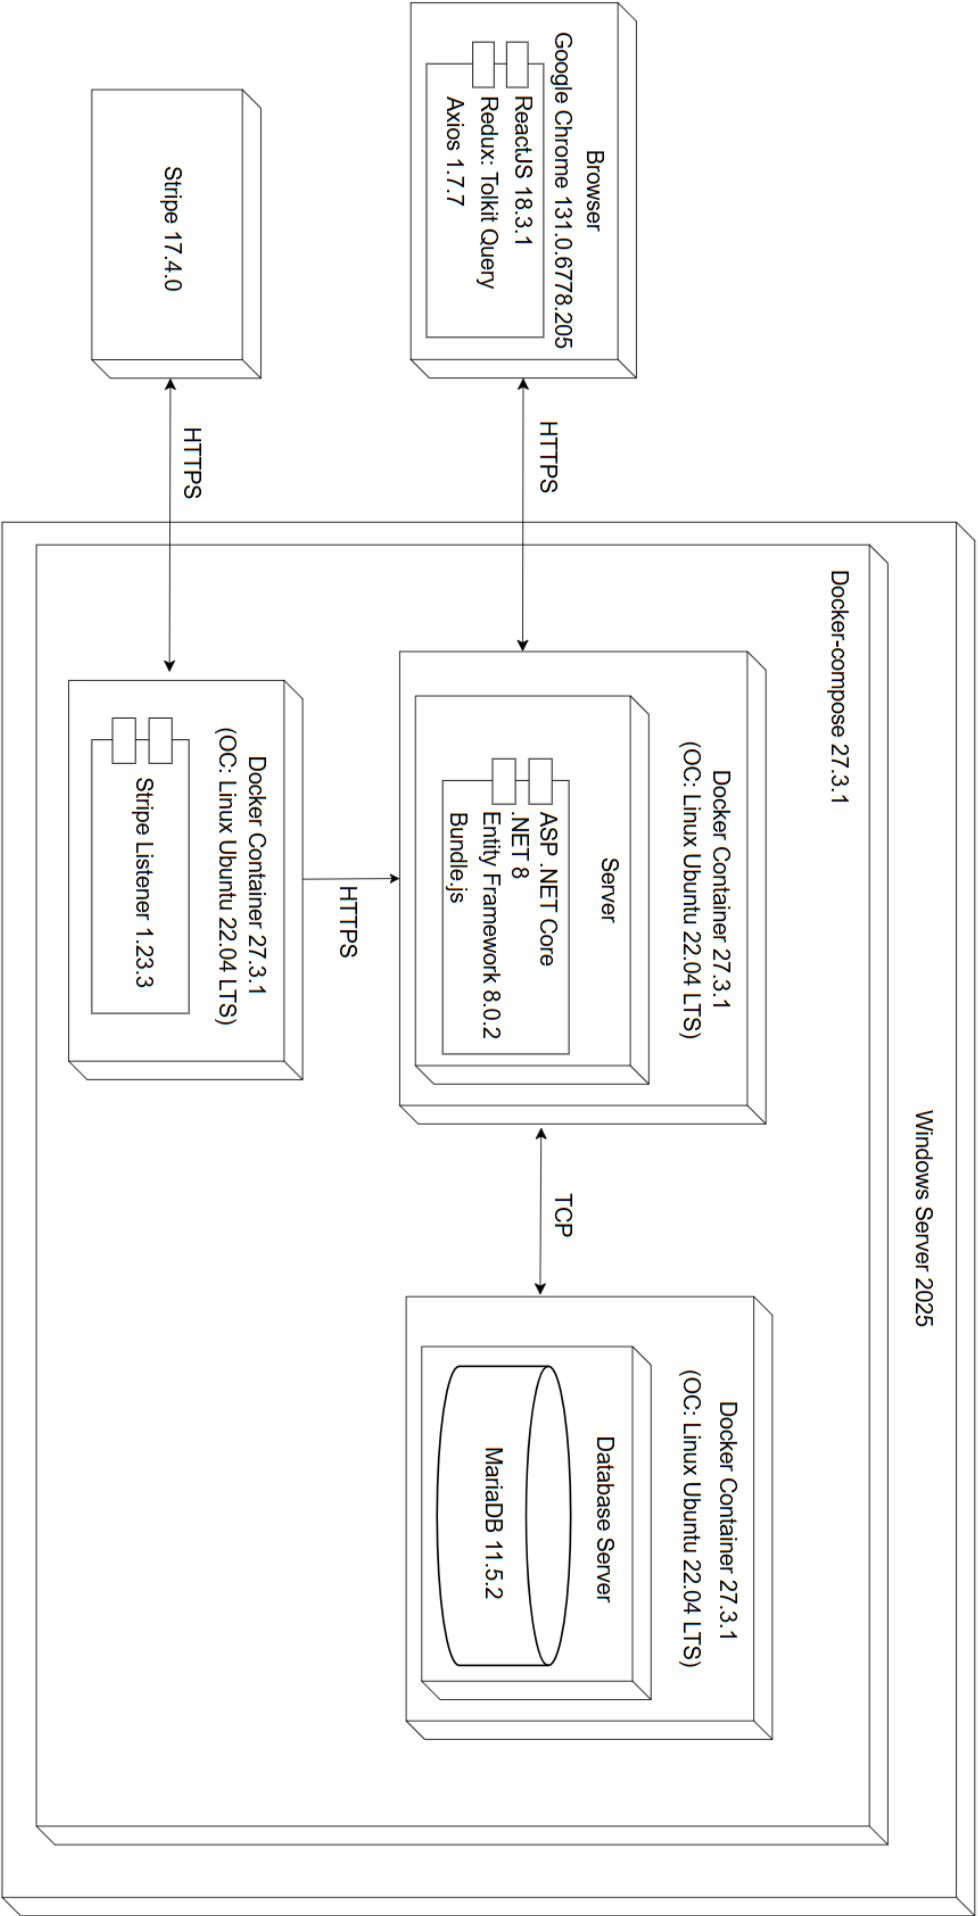 Windows Server 2025
Docker-compose 27.3.1
Browser
Google Chrome 131.0.6778.205
ReactJS 18.3.1
Redux: Tolkit Query
Axios 1.7.7
HTTPS
Docker Container 27.3.1
(OC: Linux Ubuntu 22.04 LTS)
Server
ASP .NET Core
.NET 8
Entity Framework 8.0.2
Bundle.js
TCP
Docker Container 27.3.1
(OC: Linux Ubuntu 22.04 LTS)
Database Server
MariaDB 11.5.2
HTTPS
Stripe 17.4.0
HTTPS
Docker Container 27.3.1
(OC: Linux Ubuntu 22.04 LTS)
Stripe Listener 1.23.3